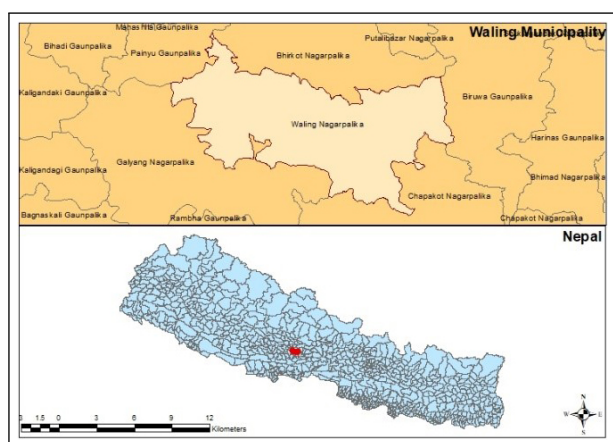 Waling Municipality
Putalibazar Nagarpalika
Bihadi Gaunpalika
Painyu Gaunpalika
Bhirkot Nagarpalika
Kaligandaki Gaunpalika
Biruwa Gaunpalika
Waling Nagarpalika
Harinas Gaunpalika
Kaligandagi Gaunpalika
Galyang Nagarpalika
Bhimad Nagarpalika
Chapakot Nagarpalika
Bagnaskali Gaunpalika
Rambha Gaunpalika
Chapakot Nagarpalika
Nepal
3 1.5 0 3 6 9 12
Kilometers
N
W E
S